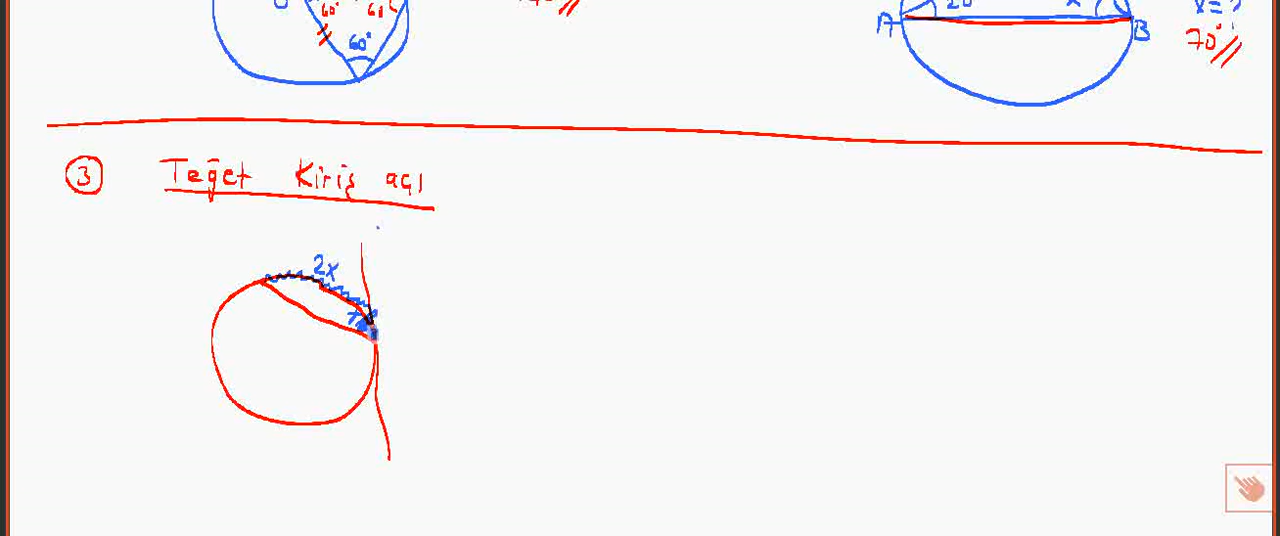 60° 60°
60°
A 20 x B
x = ?
70°
③ Teğet Kiriş açı
2x
x